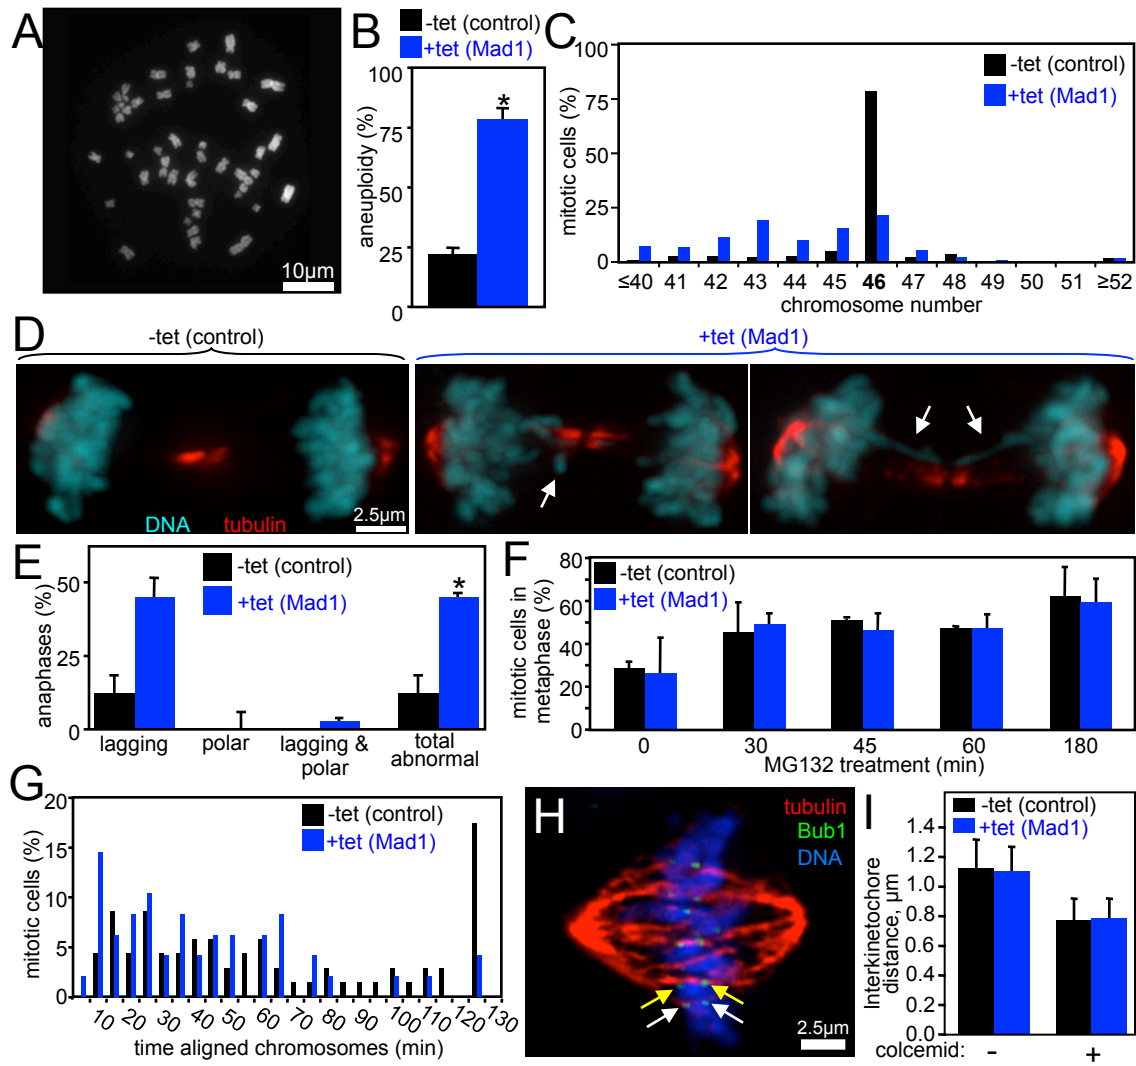 A
10μm
B
-tet (control)
+tet (Mad1)
100
75
50
25
0
aneuploidy (%)
*
C
100
75
50
25
0
mitotic cells (%)
-tet (control)
+tet (Mad1)
≤40 41 42 43 44 45 46 47 48 49 50 51 ≥52
chromosome number
D
-tet (control)
+tet (Mad1)
DNA
tubulin
2.5μm
E
50
25
0
anaphases (%)
-tet (control)
+tet (Mad1)
*
lagging
polar
lagging &
polar
total
abnormal
F
80
60
40
20
0
mitotic cells in
metaphase (%)
-tet (control)
+tet (Mad1)
0 30 45 60 180
MG132 treatment (min)
G
20
15
10
5
0
mitotic cells (%)
-tet (control)
+tet (Mad1)
10 20 30 40 50 60 70 80 90 100 110 120 130
time aligned chromosomes (min)
H
tubulin
Bub1
DNA
2.5μm
I
-tet (control)
+tet (Mad1)
1.4
1.2
1.0
0.8
0.6
0.4
0.2
0.0
Interkinetochore
distance, μm
colcemid: - +